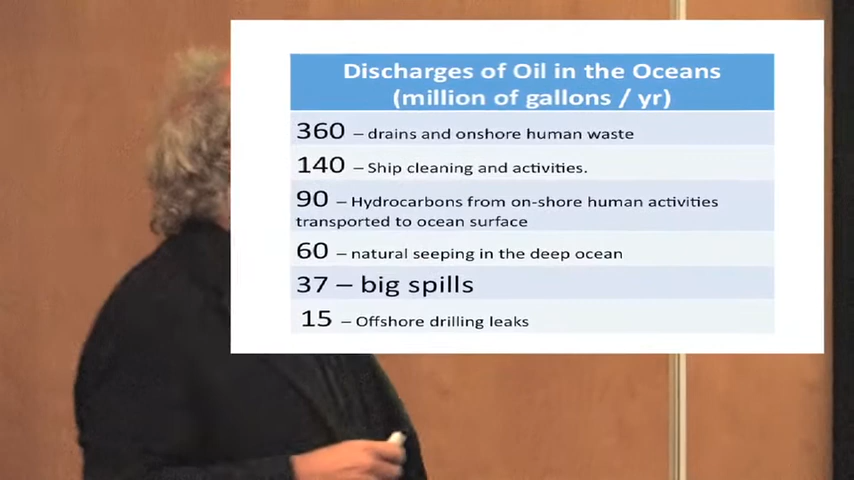 Discharges of Oil in the Oceans
(million of gallons / yr)
360 – drains and onshore human waste
140 – Ship cleaning and activities.
90 – Hydrocarbons from on-shore human activities
transported to ocean surface
60 – natural seeping in the deep ocean
37 – big spills
15 – Offshore drilling leaks